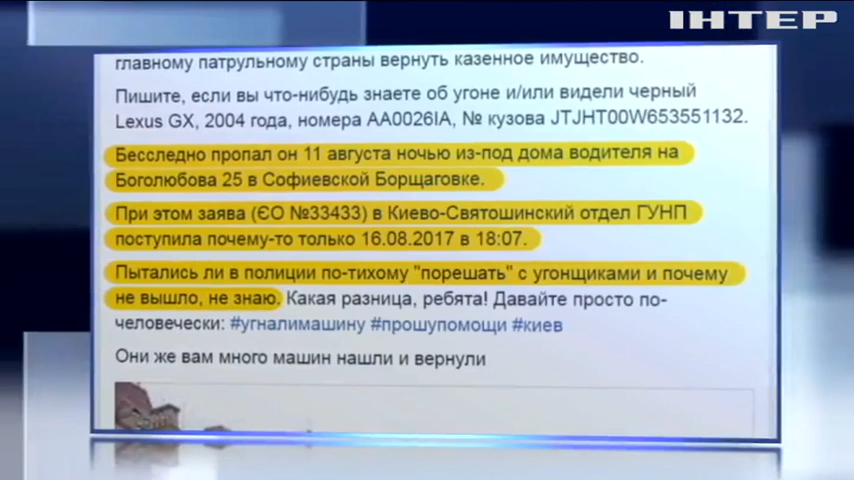 ІНТЕР
главному патрульному страны вернуть казенное имущество.
Пишите, если вы что-нибудь знаете об угоне и/или видели черный
Lexus GX, 2004 года, номера AA0026IA, № кузова JTJHT00W653551132.
Бесследно пропал он 11 августа ночью из-под дома водителя на
Боголюбова 25 в Софиевской Борщаговке.
При этом заява (ЄО №33433) в Киево-Святошинский отдел ГУНП
поступила почему-то только 16.08.2017 в 18:07.
Пытались ли в полиции по-тихому "порешать" с угонщиками и почему
не вышло, не знаю. Какая разница, ребята! Давайте просто по-
человечески: #угналимашину #прошупомощи #киев
Они же вам много машин нашли и вернули